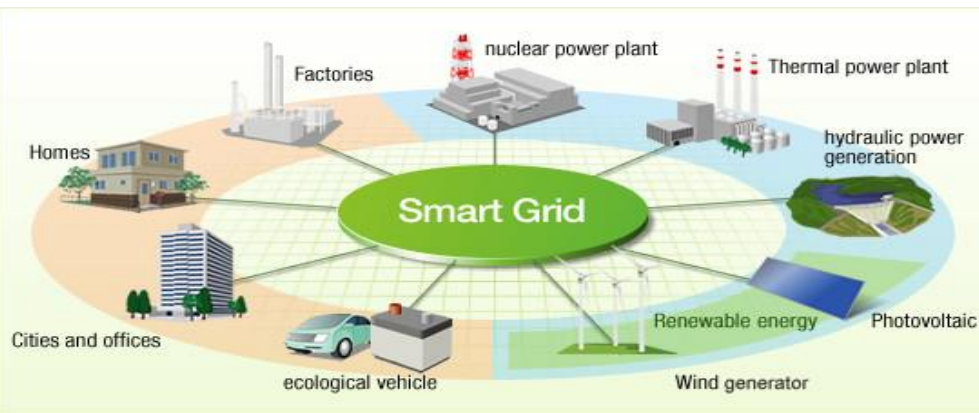 nuclear power plant
Factories
Thermal power plant
Homes
hydraulic power
generation
Smart Grid
Cities and offices
Renewable energy
Photovoltaic
ecological vehicle
Wind generator